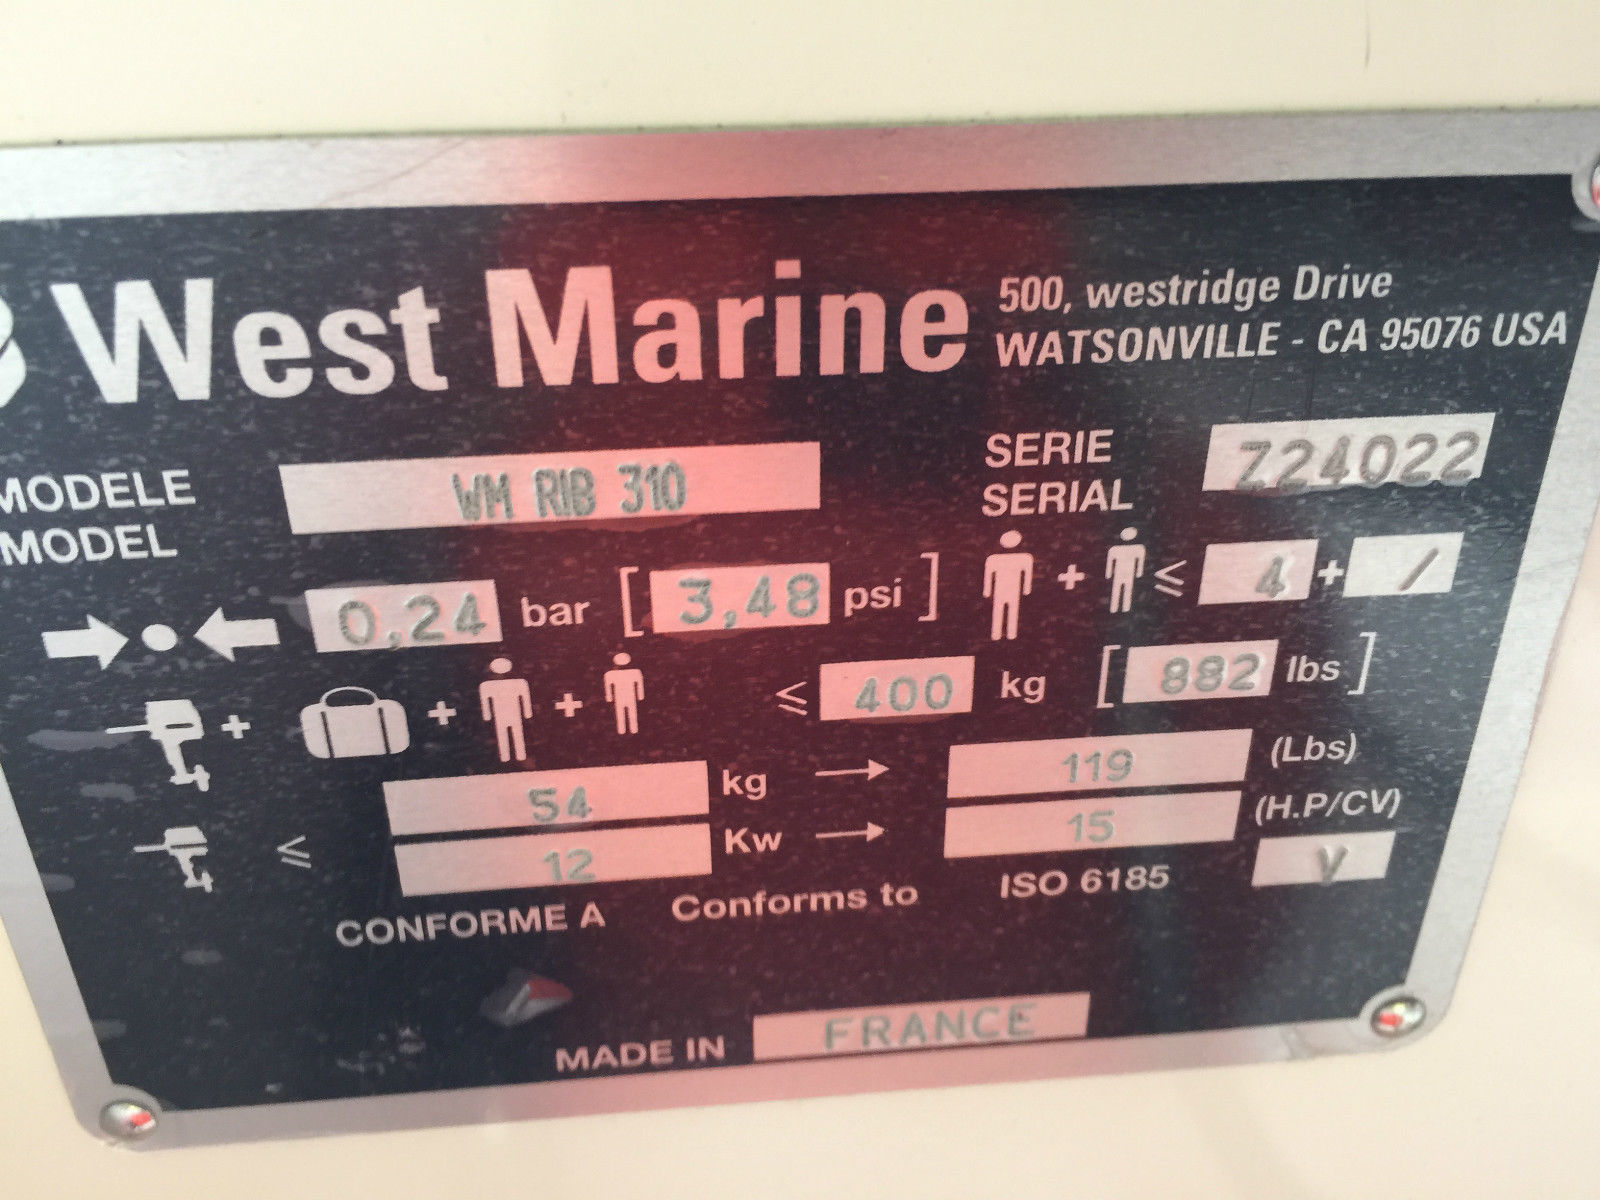 West Marine
500, westridge Drive
WATSONVILLE - CA 95076 USA
MODELE
MODEL
WM RIB 310
SERIE
SERIAL
Z24022
0,24 bar [ 3,48 psi ]
+ ≤ 4 + /
+ + + ≤ 400 kg [ 882 lbs ]
54 kg → 119 (Lbs)
≤ 12 Kw → 15 (H.P/CV)
CONFORME A Conforms to ISO 6185 V
MADE IN FRANCE